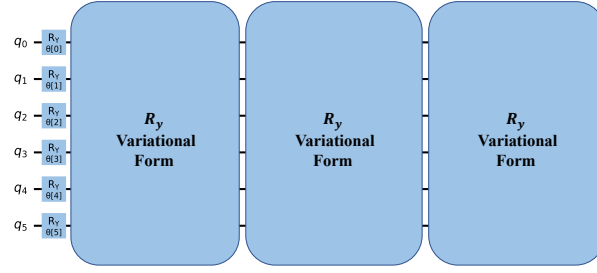 q0 RY θ[0]
q1 RY θ[1]
q2 RY θ[2]
q3 RY θ[3]
q4 RY θ[4]
q5 RY θ[5]
Ry
Variational
Form
Ry
Variational
Form
Ry
Variational
Form